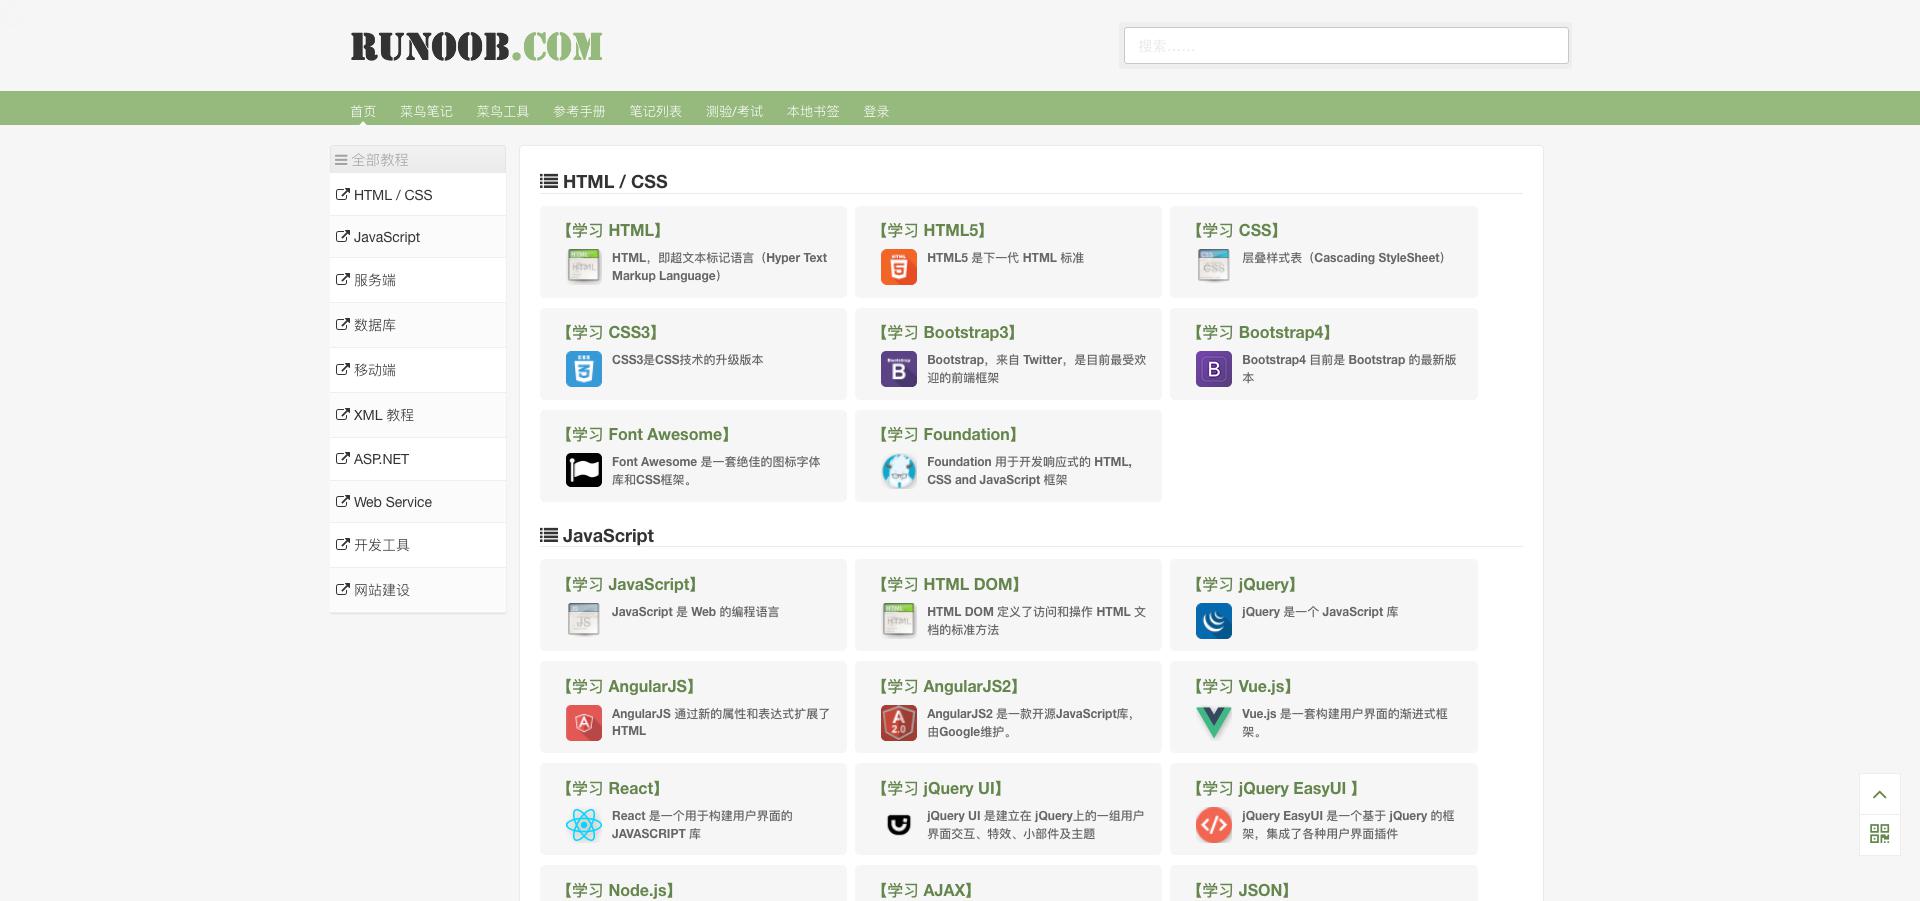 RUNOOB.COM
搜索……
首页 菜鸟笔记 菜鸟工具 参考手册 笔记列表 测验/考试 本地书签 登录
全部教程
HTML / CSS
JavaScript
服务端
数据库
移动端
XML 教程
ASP.NET
Web Service
开发工具
网站建设
HTML / CSS
【学习 HTML】
HTML，即超文本标记语言（Hyper Text
Markup Language）
【学习 HTML5】
HTML5 是下一代 HTML 标准
【学习 CSS】
层叠样式表（Cascading StyleSheet）
【学习 CSS3】
CSS3是CSS技术的升级版本
【学习 Bootstrap3】
Bootstrap，来自 Twitter，是目前最受欢
迎的前端框架
【学习 Bootstrap4】
Bootstrap4 目前是 Bootstrap 的最新版
本
【学习 Font Awesome】
Font Awesome 是一套绝佳的图标字体
库和CSS框架。
【学习 Foundation】
Foundation 用于开发响应式的 HTML,
CSS and JavaScript 框架
JavaScript
【学习 JavaScript】
JavaScript 是 Web 的编程语言
【学习 HTML DOM】
HTML DOM 定义了访问和操作 HTML 文
档的标准方法
【学习 jQuery】
jQuery 是一个 JavaScript 库
【学习 AngularJS】
AngularJS 通过新的属性和表达式扩展了
HTML
【学习 AngularJS2】
AngularJS2 是一款开源JavaScript库，
由Google维护。
【学习 Vue.js】
Vue.js 是一套构建用户界面的渐进式框
架。
【学习 React】
React 是一个用于构建用户界面的
JAVASCRIPT 库
【学习 jQuery UI】
jQuery UI 是建立在 jQuery上的一组用户
界面交互、特效、小部件及主题
【学习 jQuery EasyUI 】
jQuery EasyUI 是一个基于 jQuery 的框
架，集成了各种用户界面插件
【学习 Node.js】
【学习 AJAX】
【学习 JSON】